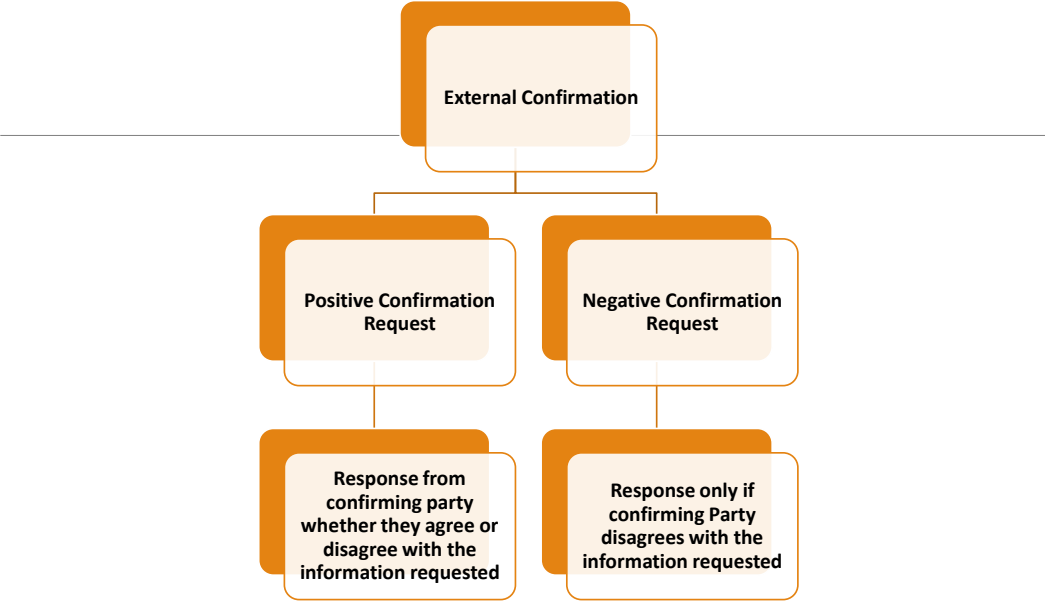 External Confirmation
Positive Confirmation
Request
Negative Confirmation
Request
Response from
confirming party
whether they agree or
disagree with the
information requested
Response only if
confirming Party
disagrees with the
information requested